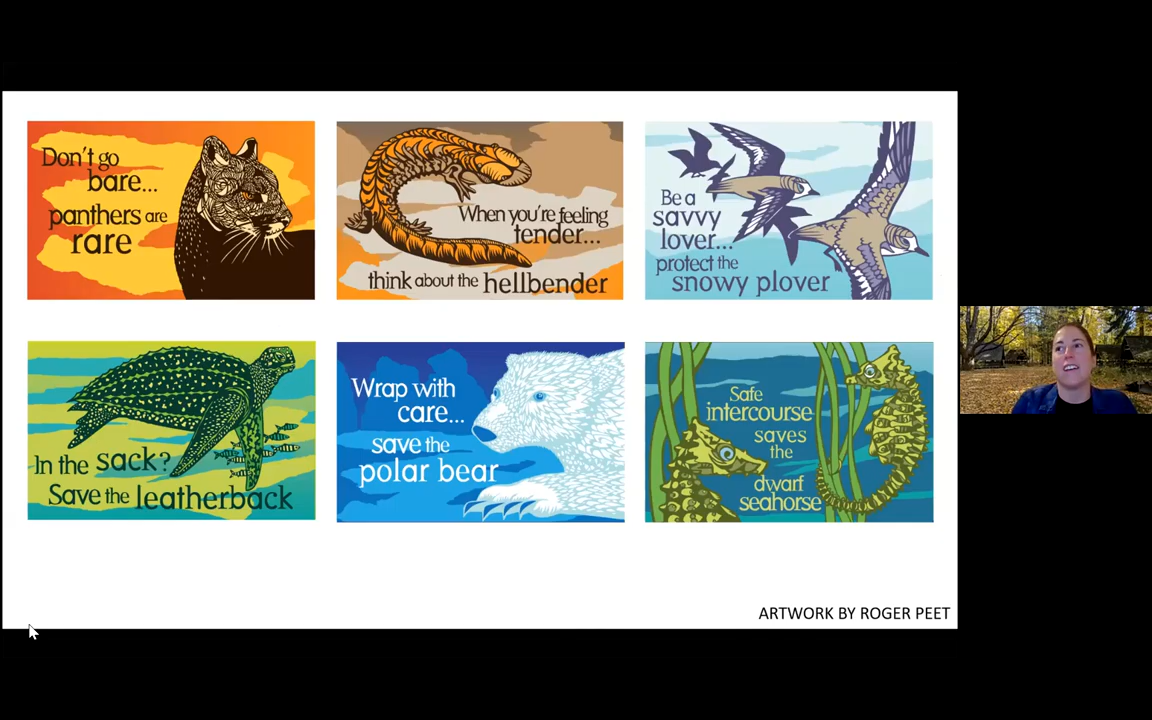 Don't go
bare...
panthers are
rare
When you're feeling
tender...
think about the hellbender
Be a
savvy
lover...
protect the
snowy plover
In the sack?
Save the leatherback
Wrap with
care...
save the
polar bear
Safe
intercourse
saves
the
dwarf
seahorse
ARTWORK BY ROGER PEET